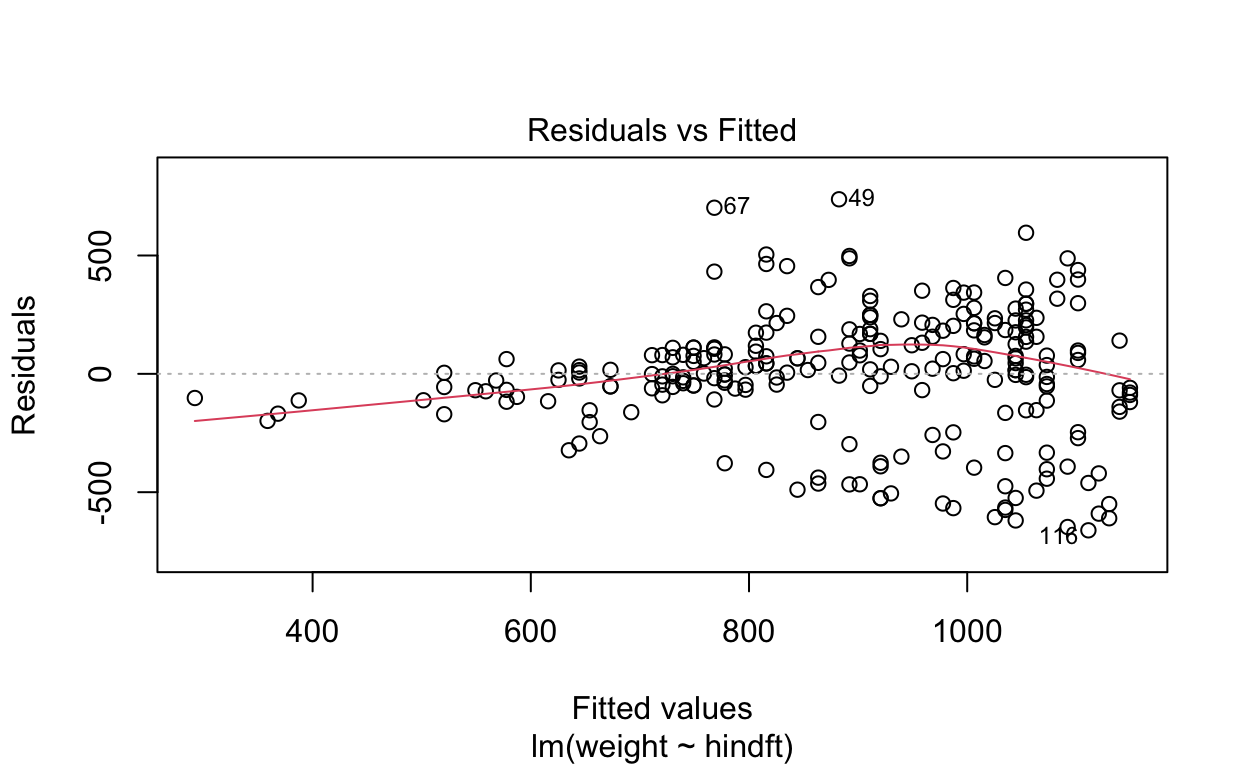 Residuals vs Fitted
67
49
116
Residuals
500
0
-500
400 600 800 1000
Fitted values
lm(weight ~ hindft)